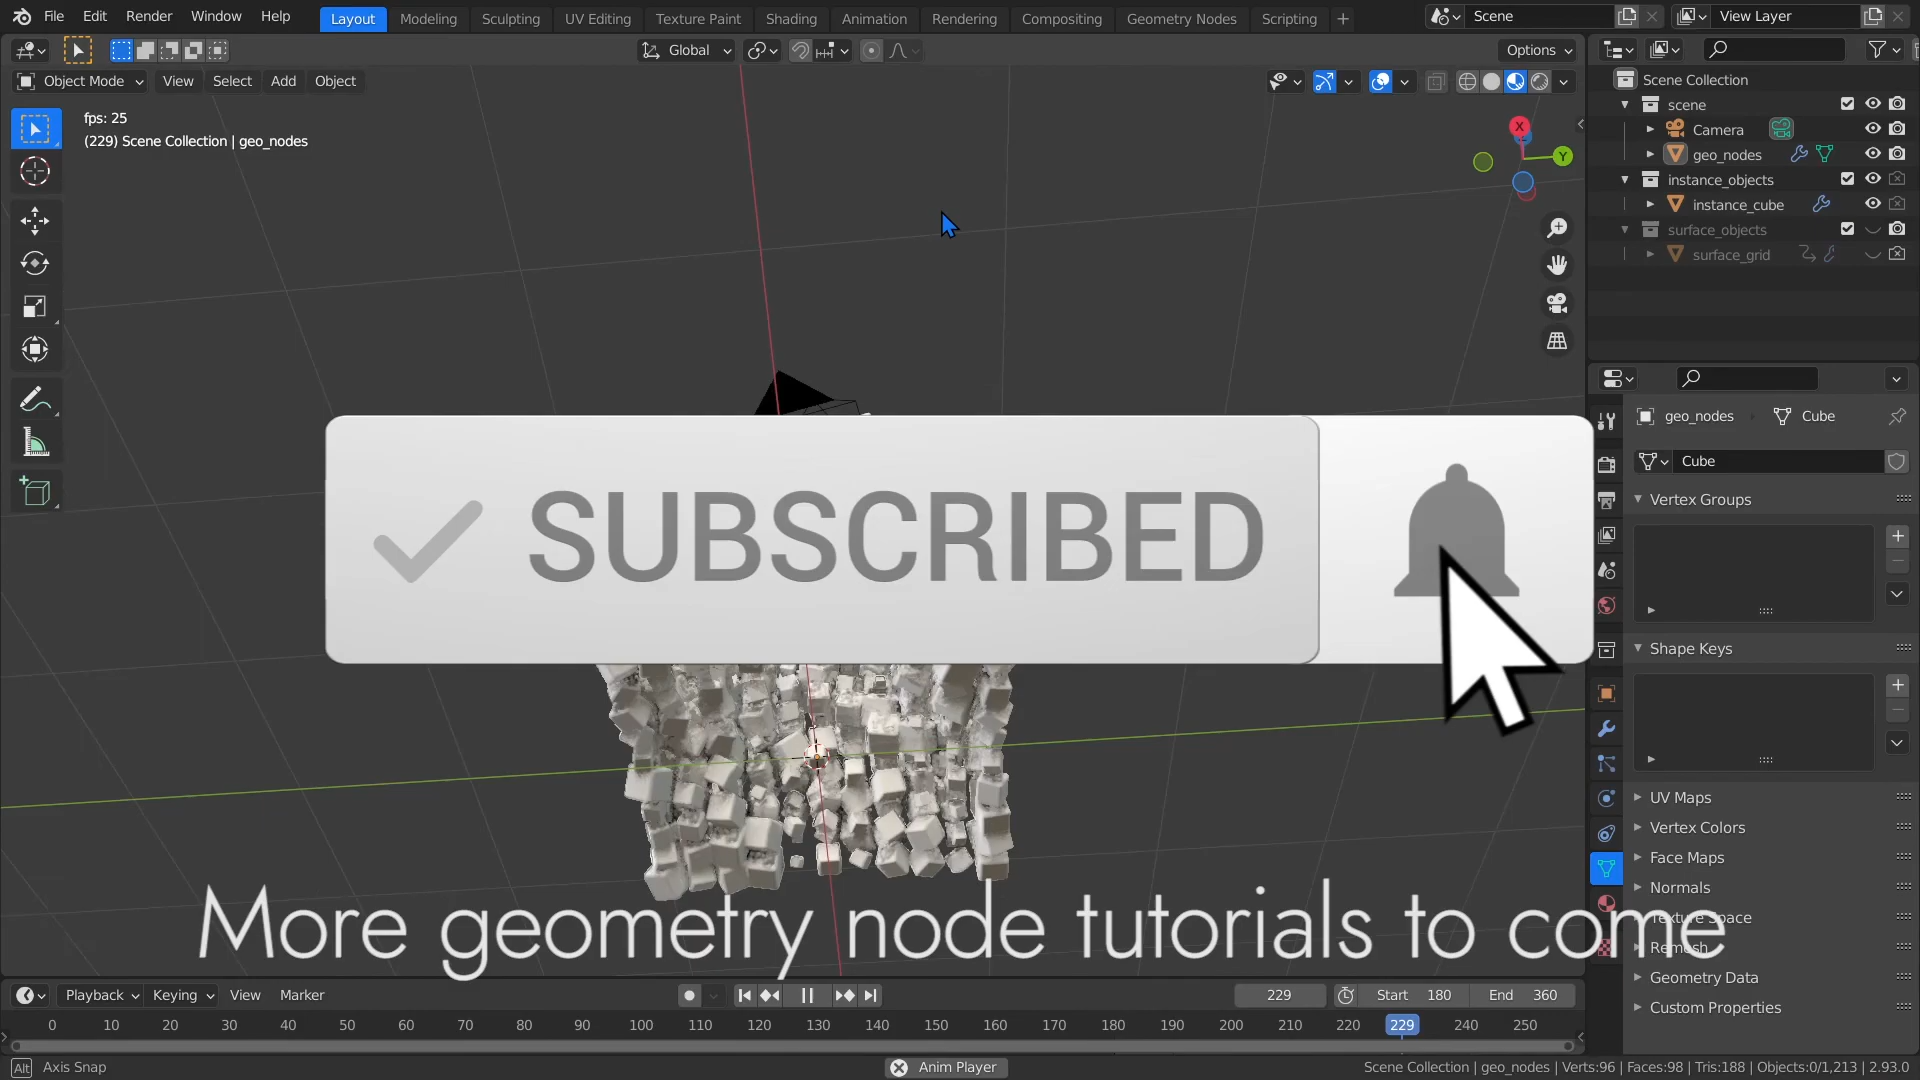 File Edit Render Window Help Layout Modeling Sculpting UV Editing Texture Paint Shading Animation Rendering Compositing Geometry Nodes Scripting + Scene View Layer
Global Options
Object Mode View Select Add Object
fps: 25
(229) Scene Collection | geo_nodes
X
Y
Scene Collection
scene
Camera
geo_nodes
instance_objects
instance_cube
surface_objects
surface_grid
geo_nodes Cube
Cube
Vertex Groups
Shape Keys
UV Maps
Vertex Colors
Face Maps
Normals
Texture Space
Remesh
Geometry Data
Custom Properties
SUBSCRIBED
More geometry node tutorials to come
Playback Keying View Marker 229 Start 180 End 360
0 10 20 30 40 50 60 70 80 90 100 110 120 130 140 150 160 170 180 190 200 210 220 229 240 250
Alt Axis Snap Anim Player Scene Collection | geo_nodes | Verts:96 | Faces:98 | Tris:188 | Objects:0/1,213 | 2.93.0